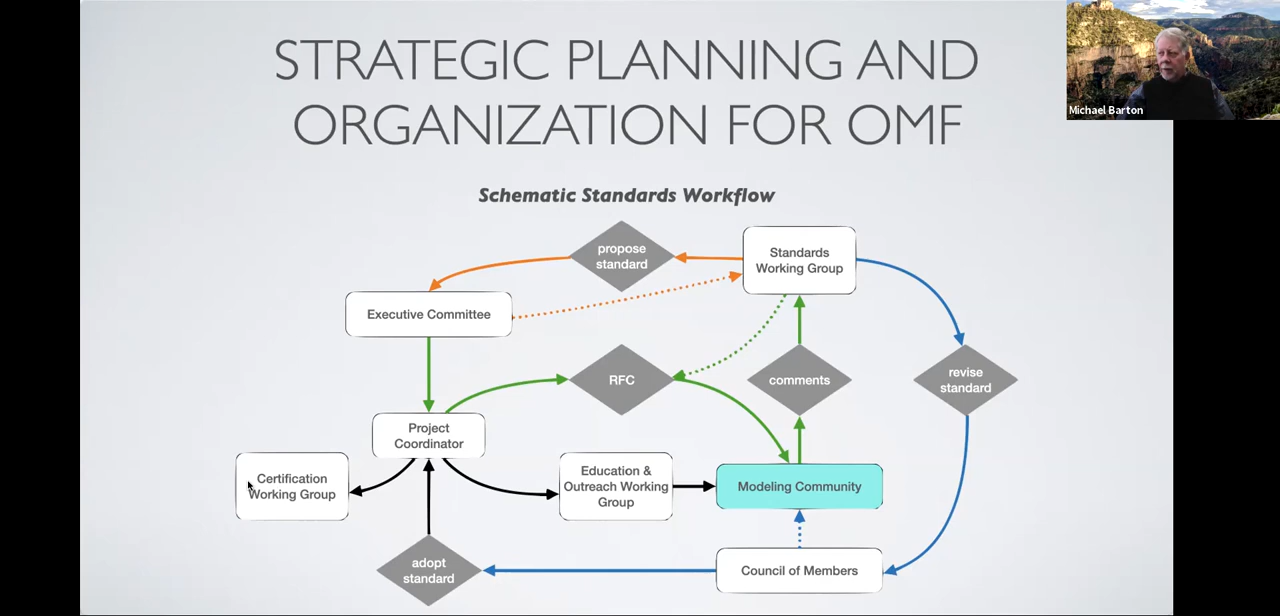 STRATEGIC PLANNING AND
ORGANIZATION FOR OMF
Michael Barton
Schematic Standards Workflow
propose
standard
Standards
Working Group
Executive Committee
RFC
comments
revise
standard
Project
Coordinator
Certification
Working Group
Education &
Outreach Working
Group
Modeling Community
adopt
standard
Council of Members